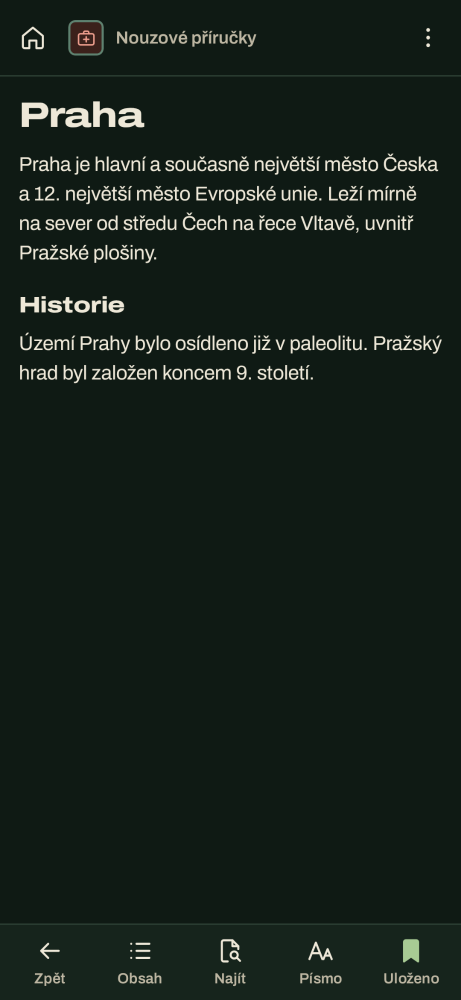 Nouzové příručky
Praha
Praha je hlavní a současně největší město Česka
a 12. největší město Evropské unie. Leží mírně
na sever od středu Čech na řece Vltavě, uvnitř
Pražské plošiny.
Historie
Území Prahy bylo osídleno již v paleolitu. Pražský
hrad byl založen koncem 9. století.
Zpět
Obsah
Najít
Písmo
Uloženo